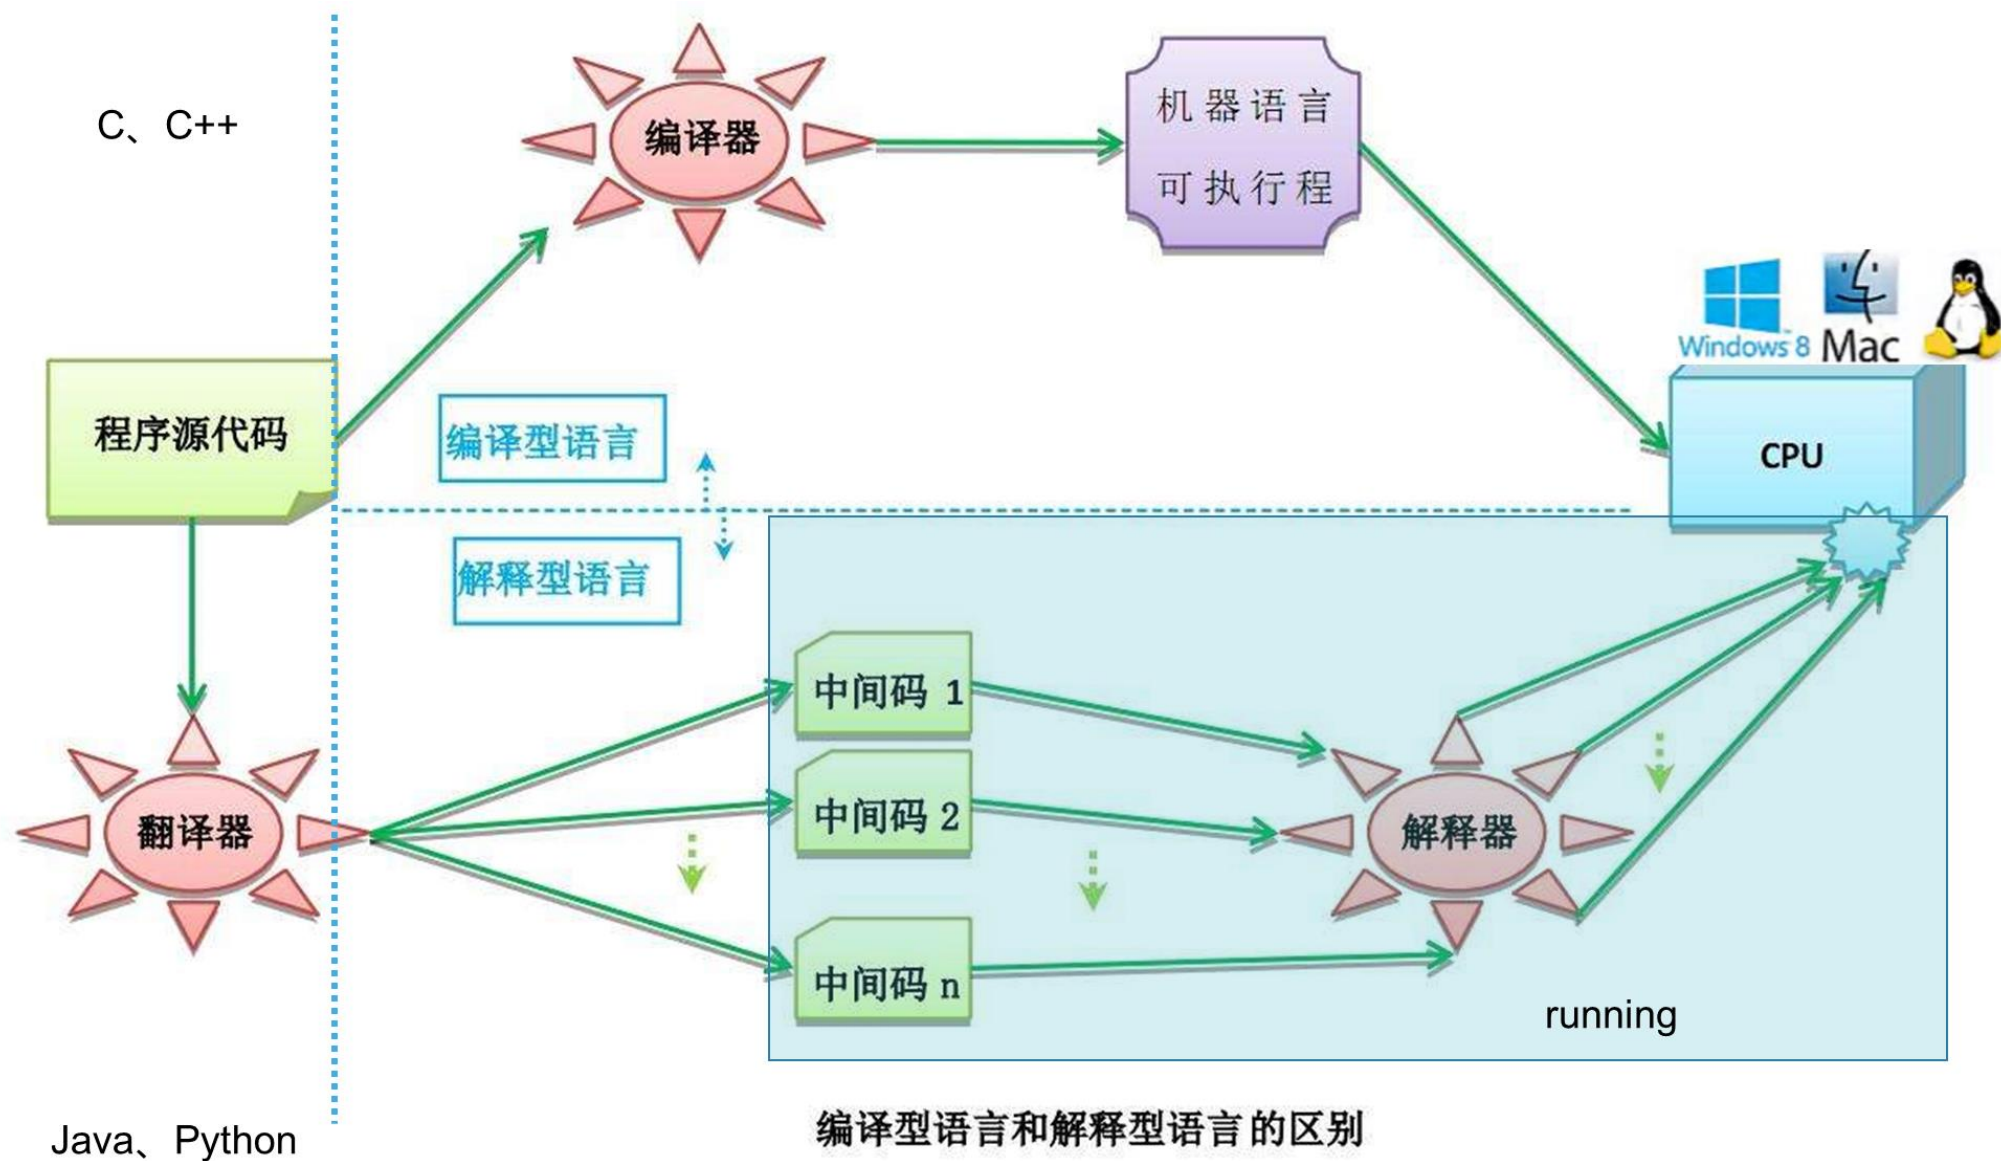 C、C++
编译器
机器语言
可执行程
Windows 8
Mac
程序源代码
编译型语言
CPU
解释型语言
中间码 1
中间码 2
翻译器
解释器
中间码 n
running
编译型语言和解释型语言的区别
Java、Python